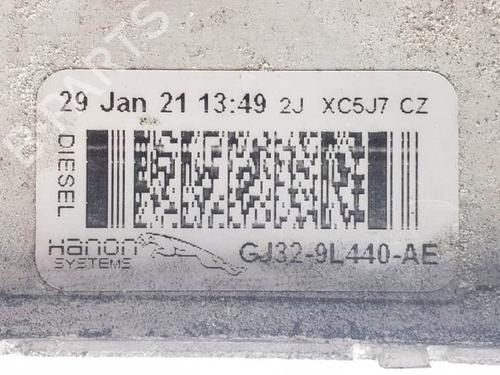 29 Jan 21 13:49 2J XC5J7 CZ
DIESEL
Hanon
SYSTEMS
GJ32-9L440-AE
B-PARTS